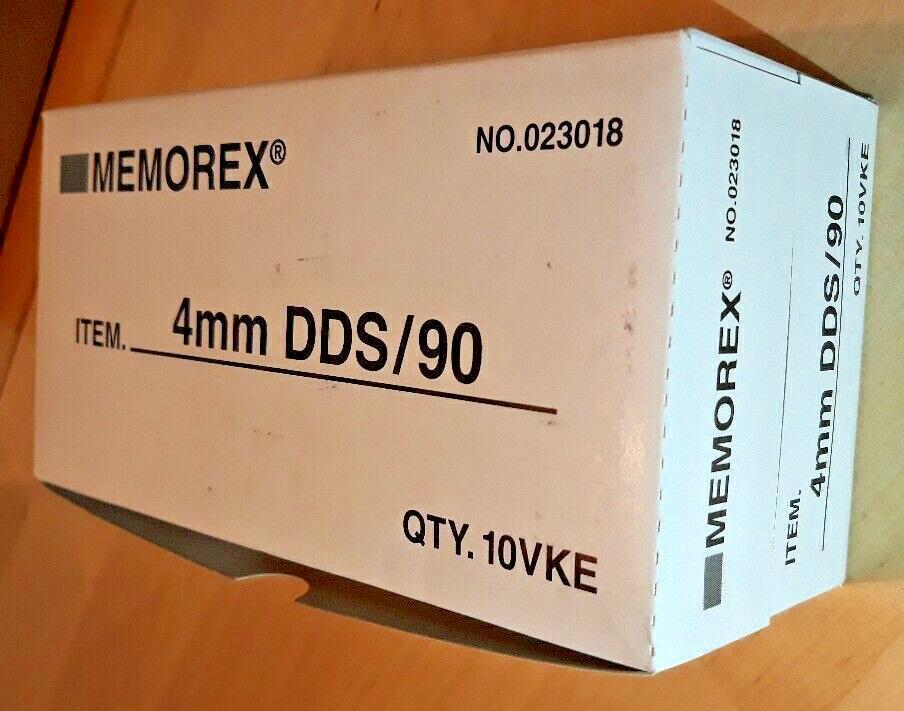 MEMOREX®
NO.023018
ITEM. 4mm DDS/90
QTY.10VKE
MEMOREX® NO.023018
ITEM. 4mm DDS/90
QTY.10VKE